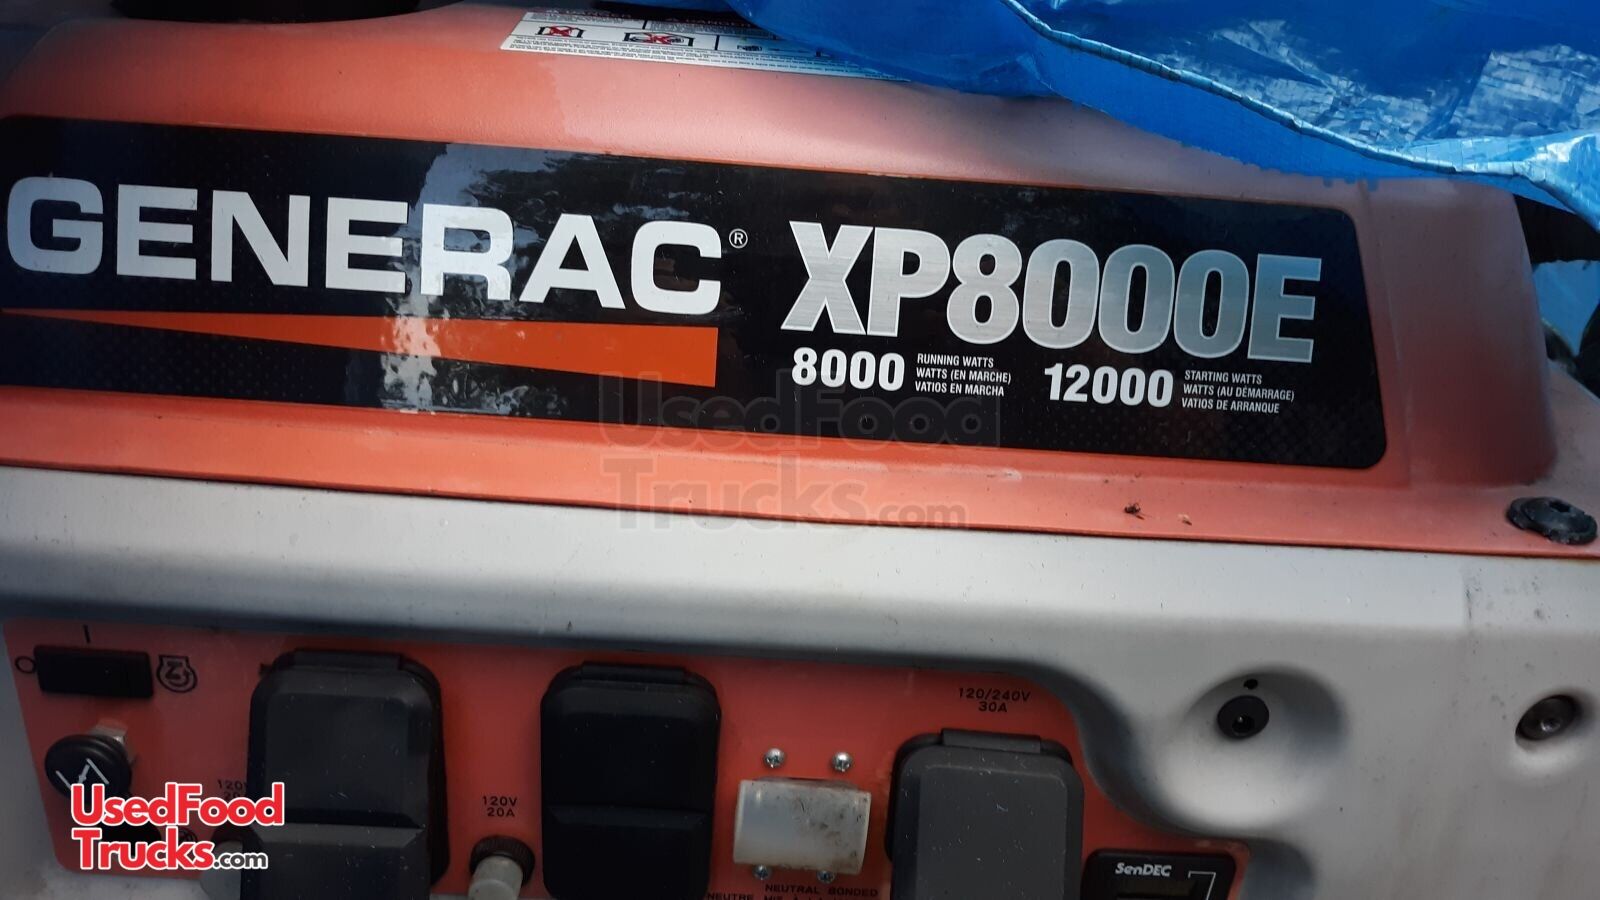 GENERAC® XP8000E
8000 RUNNING WATTS
WATTS (EN MARCHE)
VATIOS EN MARCHA
12000 STARTING WATTS
WATTS (AU DÉMARRAGE)
VATIOS DE ARRANQUE
UsedFood
Trucks.com
120/240V
30A
120V
120V
20A
UsedFood
Trucks.com
SenDEC
NEUTRAL BONDED